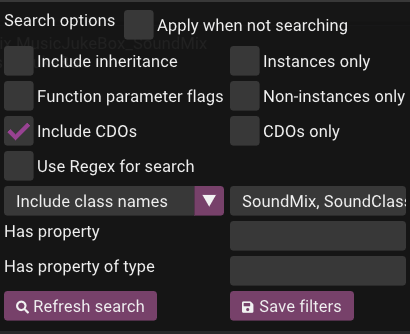 Search options Apply when not searching
Include inheritance Instances only
Function parameter flags Non-instances only
Include CDOs CDOs only
Use Regex for search
Include class names SoundMix, SoundClas
Has property
Has property of type
Refresh search Save filters